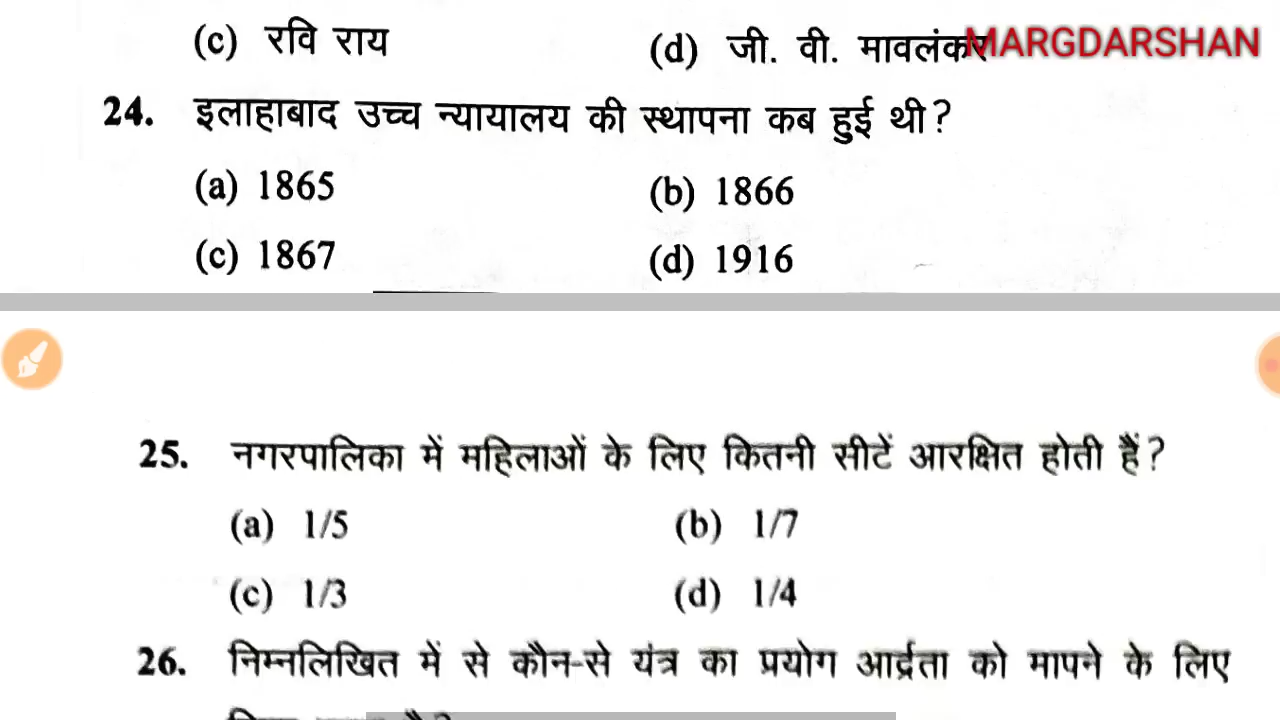 (c) रवि राय (d) जी. वी. मावलंकर MARGDARSHAN
24. इलाहाबाद उच्च न्यायालय की स्थापना कब हुई थी?
(a) 1865 (b) 1866
(c) 1867 (d) 1916
25. नगरपालिका में महिलाओं के लिए कितनी सीटें आरक्षित होती हैं?
(a) 1/5 (b) 1/7
(c) 1/3 (d) 1/4
26. निम्नलिखित में से कौन-से यंत्र का प्रयोग आर्द्रता को मापने के लिए